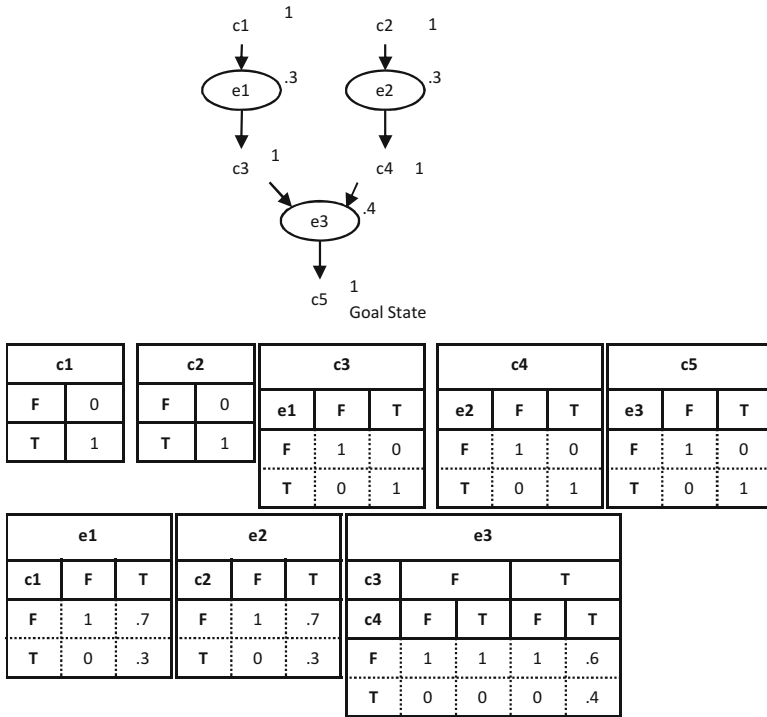 c1 1 c2 1
e1 .3 e2 .3
c3 1 c4 1
e3 .4
c5 1
Goal State
c1 c2 c3 c4 c5
F 0 F 0 e1 F T e2 F T e3 F T
T 1 T 1 F 1 0 F 1 0 F 1 0
T 0 1 T 0 1 T 0 1
e1 e2 e3
c1 F T c2 F T c3 F T
F 1 .7 F 1 .7 c4 F T F T
T 0 .3 T 0 .3 F 1 1 1 .6
T 0 0 0 .4